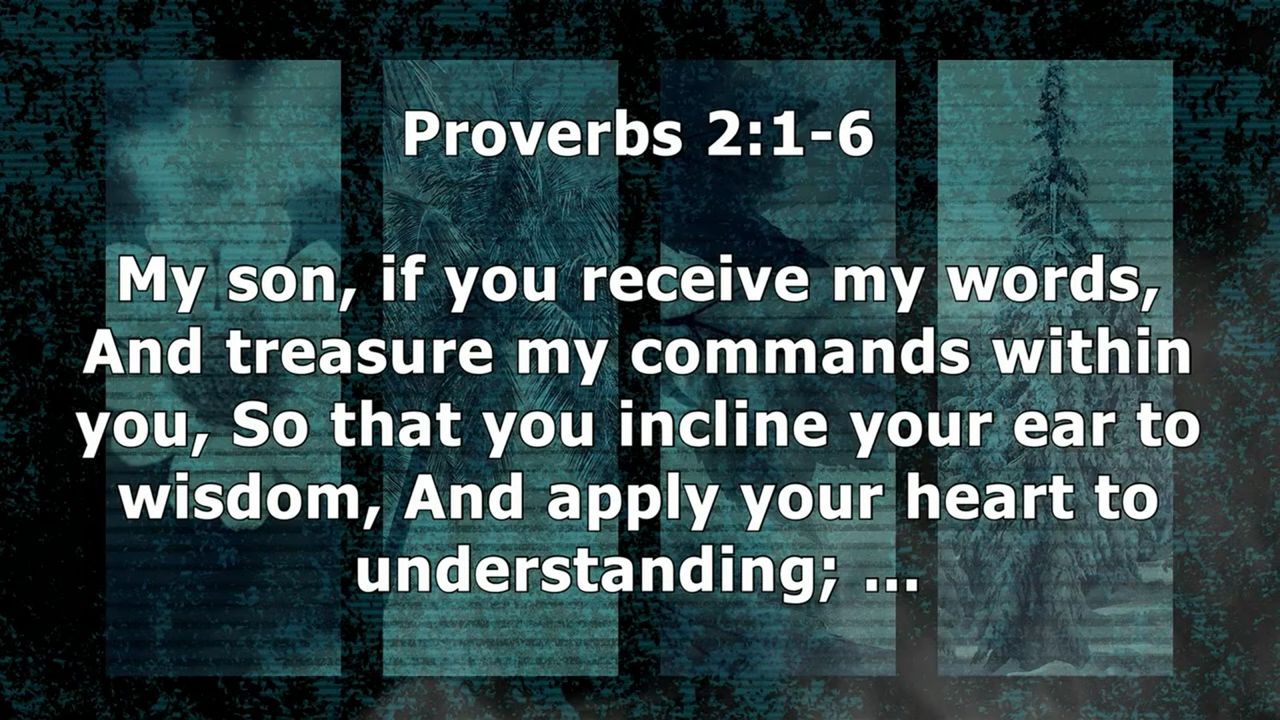 Proverbs 2:1-6
My son, if you receive my words,
And treasure my commands within
you, So that you incline your ear to
wisdom, And apply your heart to
understanding; ...